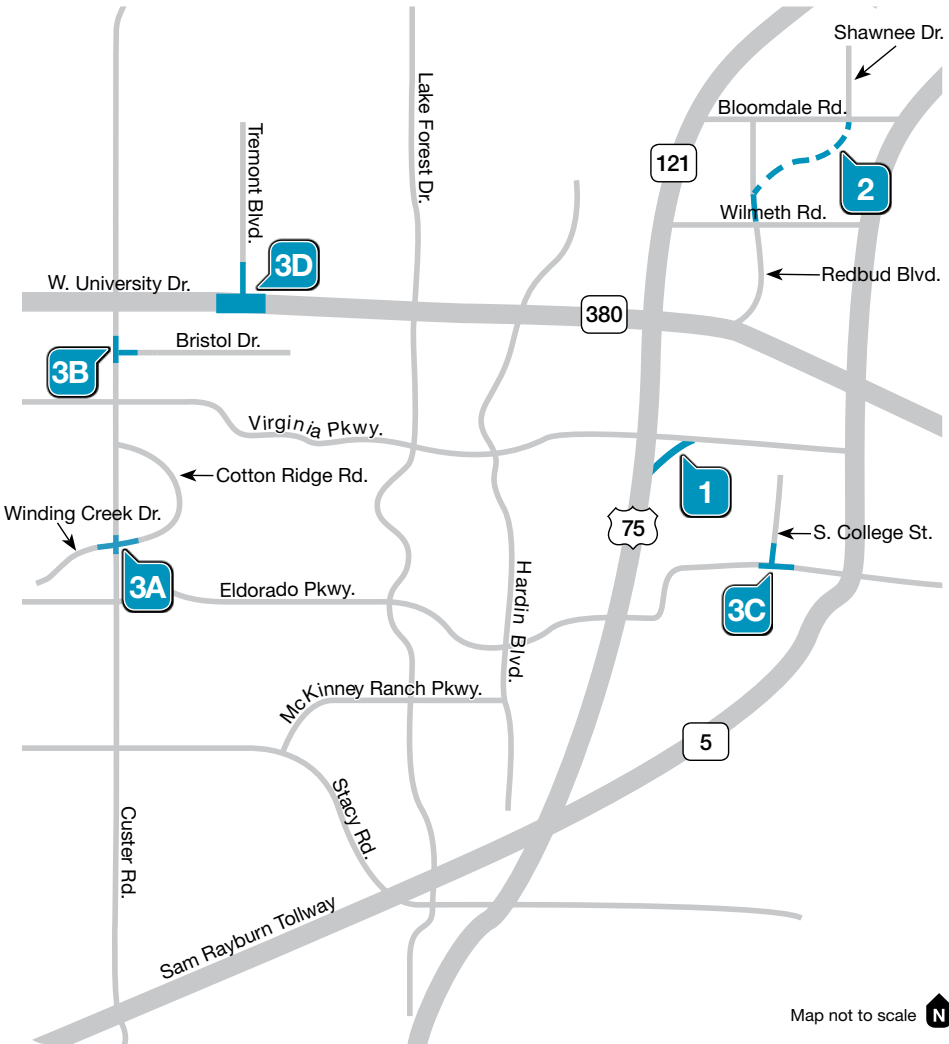 Shawnee Dr.
Bloomdale Rd.
Lake Forest Dr.
Tremont Blvd.
121
2
Wilmeth Rd.
3D
Redbud Blvd.
W. University Dr.
380
Bristol Dr.
3B
Virginia Pkwy.
Cotton Ridge Rd.
1
Winding Creek Dr.
75
S. College St.
3A
Eldorado Pkwy.
Hardin Blvd.
3C
McKinney Ranch Pkwy.
5
Stacy Rd.
Custer Rd.
Sam Rayburn Tollway
Map not to scale N